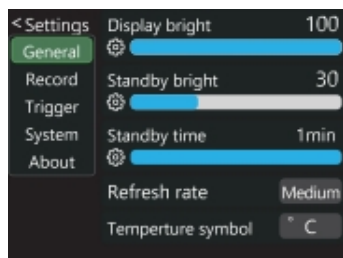 < Settings
General
Record
Trigger
System
About
Display bright 100
Standby bright 30
Standby time 1min
Refresh rate Medium
Temperture symbol °C